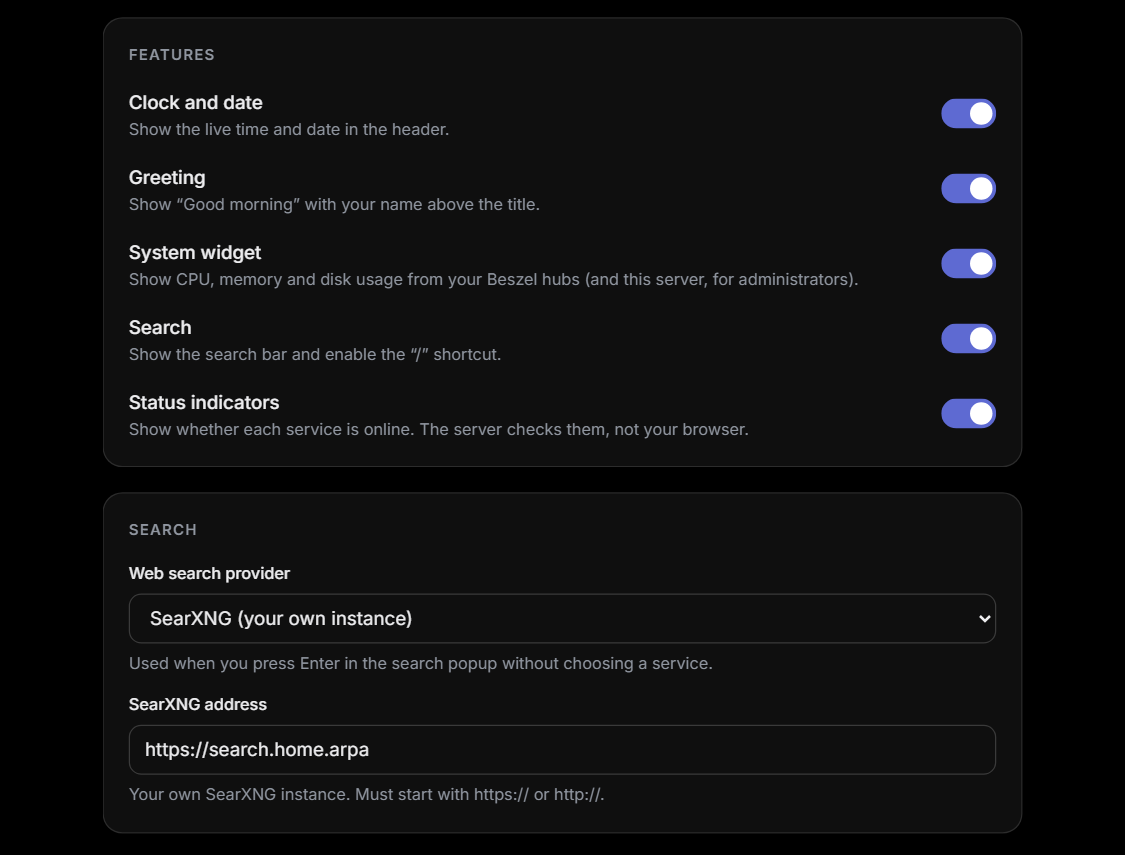 FEATURES
Clock and date
Show the live time and date in the header.
Greeting
Show “Good morning” with your name above the title.
System widget
Show CPU, memory and disk usage from your Beszel hubs (and this server, for administrators).
Search
Show the search bar and enable the “/” shortcut.
Status indicators
Show whether each service is online. The server checks them, not your browser.
SEARCH
Web search provider
SearXNG (your own instance)
Used when you press Enter in the search popup without choosing a service.
SearXNG address
https://search.home.arpa
Your own SearXNG instance. Must start with https:// or http://.